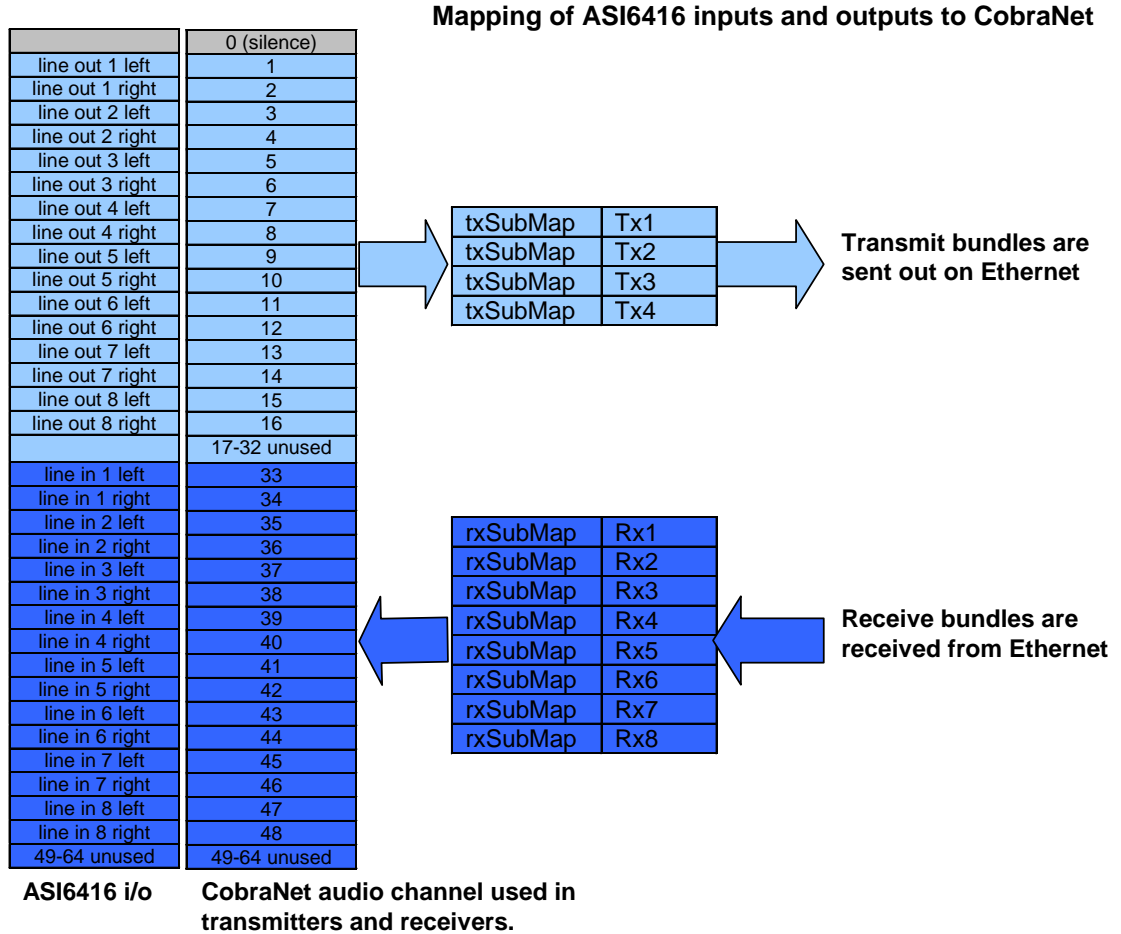 Mapping of ASI6416 inputs and outputs to CobraNet
0 (silence)
line out 1 left 1
line out 1 right 2
line out 2 left 3
line out 2 right 4
line out 3 left 5
line out 3 right 6
line out 4 left 7
line out 4 right 8
line out 5 left 9
line out 5 right 10
line out 6 left 11
line out 6 right 12
line out 7 left 13
line out 7 right 14
line out 8 left 15
line out 8 right 16
17-32 unused
line in 1 left 33
line in 1 right 34
line in 2 left 35
line in 2 right 36
line in 3 left 37
line in 3 right 38
line in 4 left 39
line in 4 right 40
line in 5 left 41
line in 5 right 42
line in 6 left 43
line in 6 right 44
line in 7 left 45
line in 7 right 46
line in 8 left 47
line in 8 right 48
49-64 unused 49-64 unused
ASI6416 i/o
CobraNet audio channel used in
transmitters and receivers.
txSubMap Tx1
txSubMap Tx2
txSubMap Tx3
txSubMap Tx4
Transmit bundles are
sent out on Ethernet
rxSubMap Rx1
rxSubMap Rx2
rxSubMap Rx3
rxSubMap Rx4
rxSubMap Rx5
rxSubMap Rx6
rxSubMap Rx7
rxSubMap Rx8
Receive bundles are
received from Ethernet